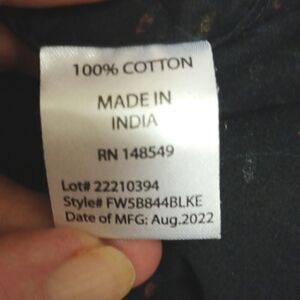 100% COTTON
MADE IN
INDIA
RN 148549
Lot# 22210394
Style# FW5B844BLKE
Date of MFG: Aug.2022